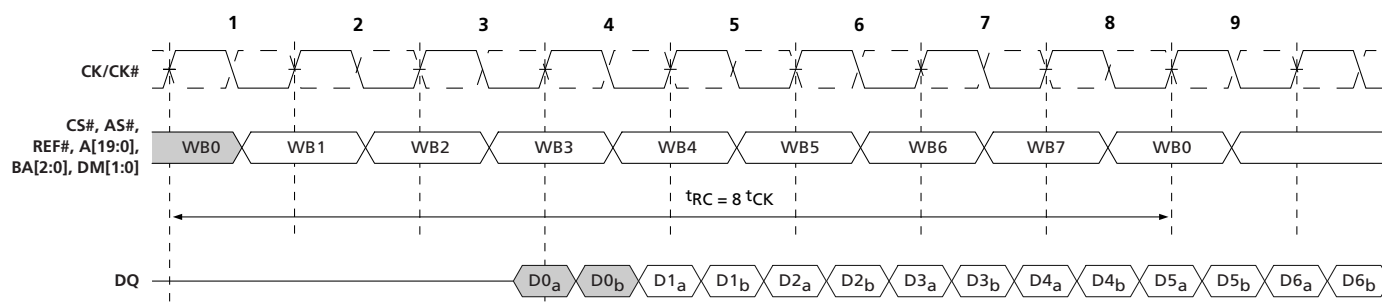 1 2 3 4 5 6 7 8 9
CK/CK#
CS#, AS#,
REF#, A[19:0],
BA[2:0], DM[1:0]
WB0 WB1 WB2 WB3 WB4 WB5 WB6 WB7 WB0
tRC = 8 tCK
DQ
D0a D0b D1a D1b D2a D2b D3a D3b D4a D4b D5a D5b D6a D6b